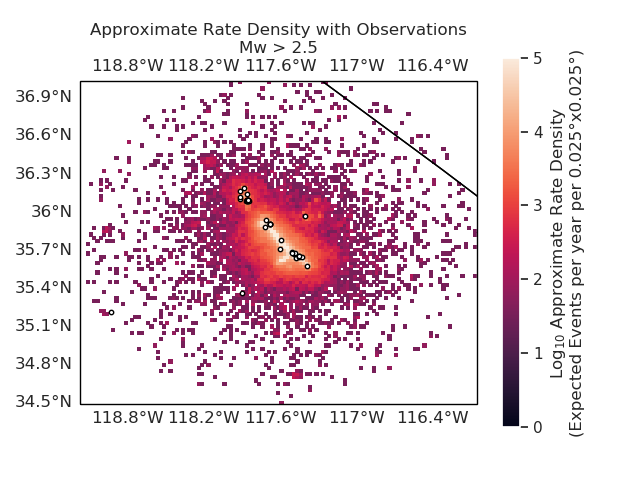 Approximate Rate Density with Observations
Mw > 2.5
118.8°W 118.2°W 117.6°W 117°W 116.4°W
36.9°N
36.6°N
36.3°N
36°N
35.7°N
35.4°N
35.1°N
34.8°N
34.5°N
118.8°W 118.2°W 117.6°W 117°W 116.4°W
5
4
3
2
1
0
Log₁₀ Approximate Rate Density
(Expected Events per year per 0.025°x0.025°)